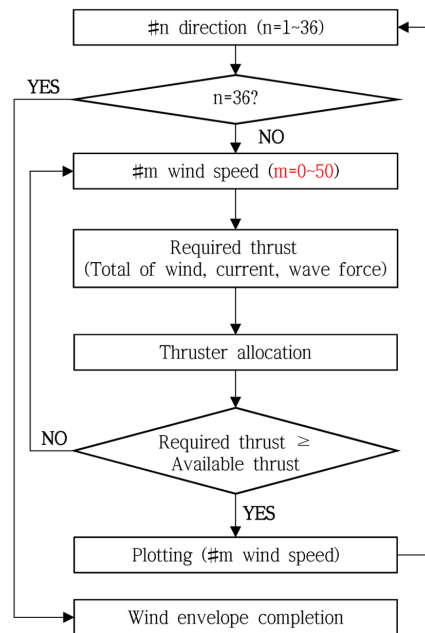 #n direction (n=1~36)
YES
n=36?
NO
#m wind speed (m=0~50)
Required thrust
(Total of wind, current, wave force)
Thruster allocation
NO
Required thrust ≥
Available thrust
YES
Plotting (#m wind speed)
Wind envelope completion